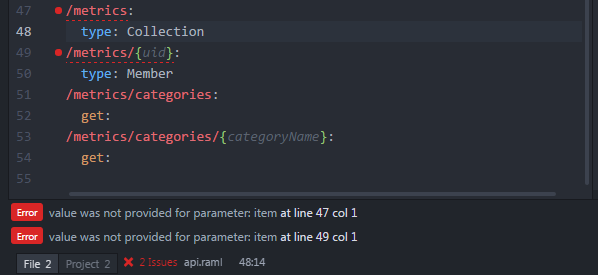 47 /metrics:
48 type: Collection
49 /metrics/{uid}:
50 type: Member
51 /metrics/categories:
52 get:
53 /metrics/categories/{categoryName}:
54 get:
55
Error value was not provided for parameter: item at line 47 col 1
Error value was not provided for parameter: item at line 49 col 1
File 2 Project 2 2 Issues api.raml 48:14